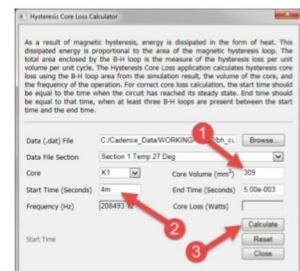 Hysteresis Core Loss Calculator
As a result of magnetic hysteresis, energy is dissipated in the form of heat. This
dissipated energy is proportional to the area of the magnetic hysteresis loop. The
total area enclosed by the B-H loop is the measure of the hysteresis loss per unit
volume per unit cycle. The Hysteresis Core Loss application calculates hysteresis core
loss using the B-H loop area from the simulation result, the volume of the core, and
the frequency of the operation. For correct core loss calculation, the start time should
be equal to the time when the circuit has reached its steady state. End time should
be equal to that time, when at least three B-H loops are present between the start
time and the end time.
1
Data (.dat) File C:/Cadence_Data/WORKING Browse...
Data File Section Section 1.Temp 27 Deg
Core K1 Core Volume (mm³) 309
Start Time (Seconds) 4m End Time (Seconds) 5.00e-003
Frequency (Hz) Core Loss (Watts)
2
3 Calculate
Start Time Reset
Close